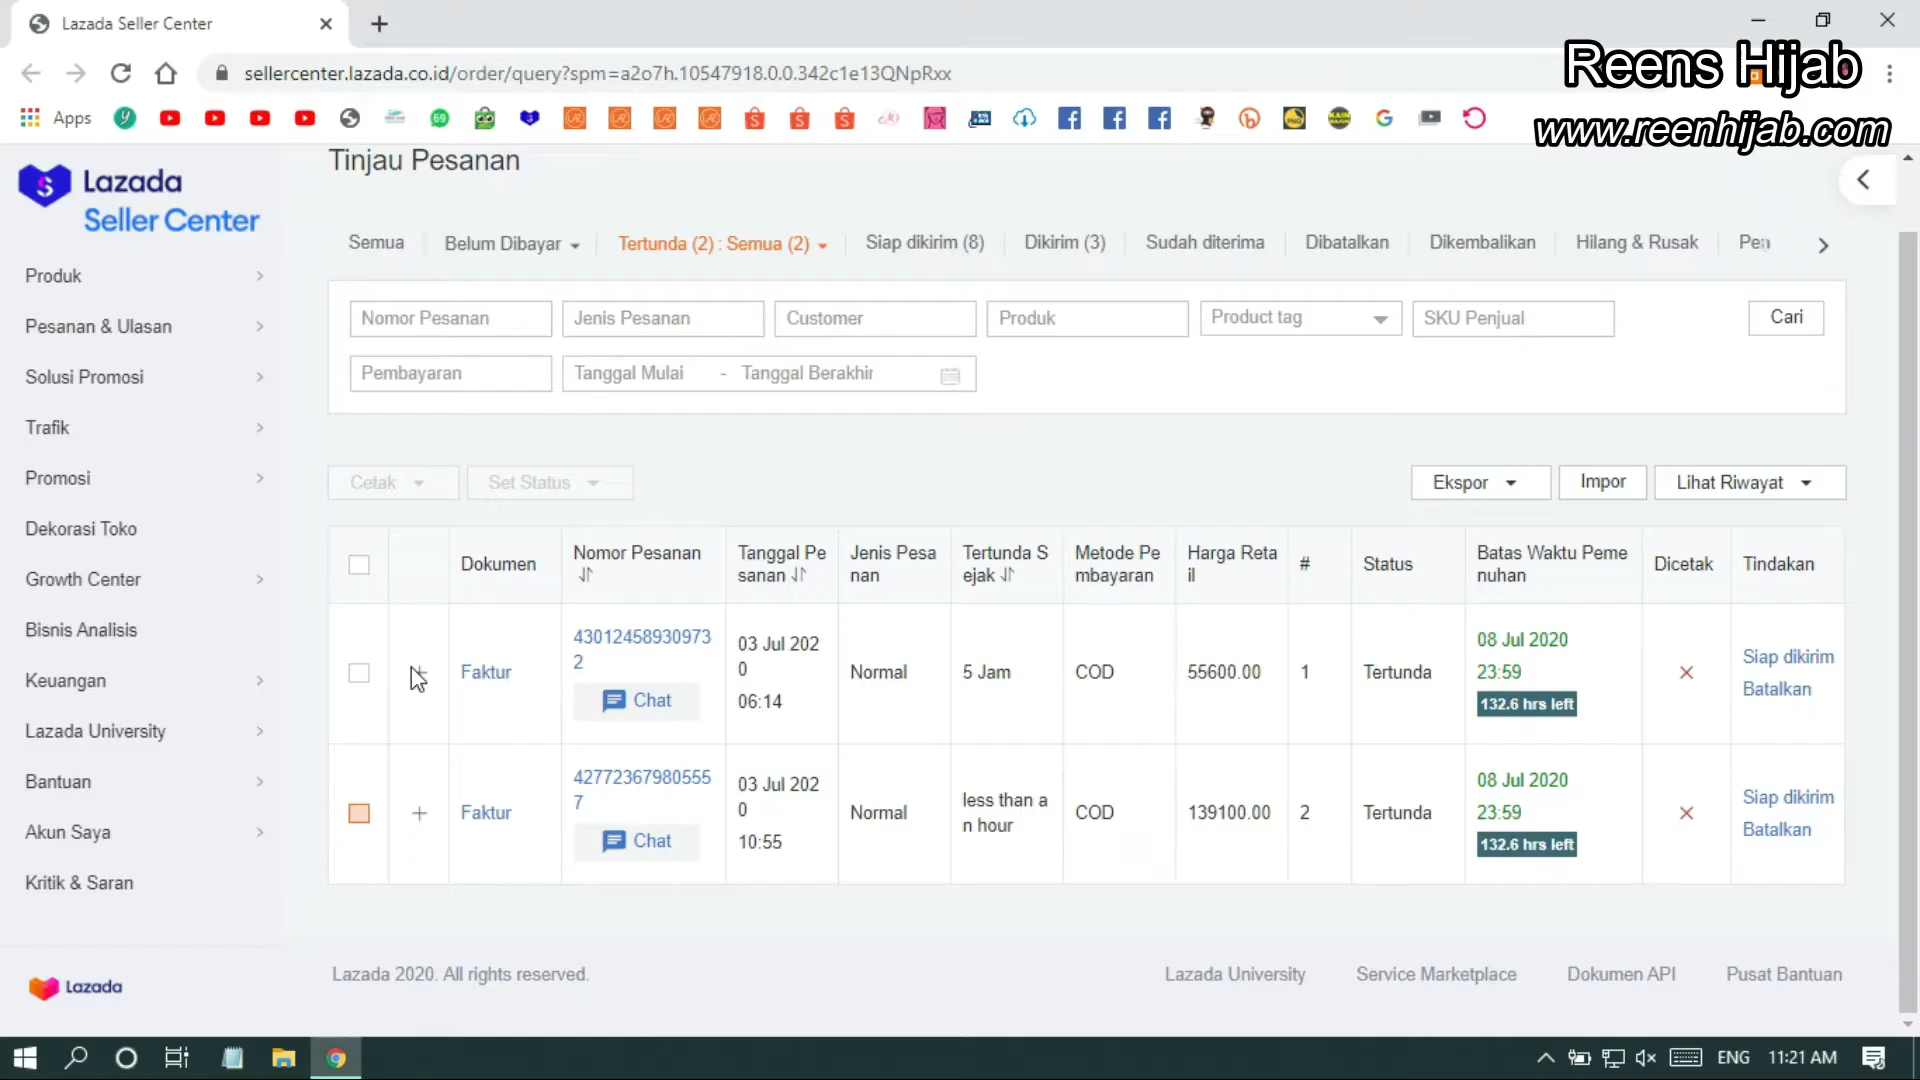 Lazada Seller Center
Reens Hijab
sellercenter.lazada.co.id/order/query?spm=a2o7h.10547918.0.0.342c1e13QNpRxx
Apps
69
www.reenhijab.com
Lazada
Seller Center
Tinjau Pesanan
Semua
Belum Dibayar
Tertunda (2) : Semua (2)
Siap dikirim (8)
Dikirim (3)
Sudah diterima
Dibatalkan
Dikembalikan
Hilang & Rusak
Pen
Produk
Pesanan & Ulasan
Solusi Promosi
Trafik
Promosi
Dekorasi Toko
Growth Center
Bisnis Analisis
Keuangan
Lazada University
Bantuan
Akun Saya
Kritik & Saran
Lazada
Nomor Pesanan
Jenis Pesanan
Customer
Produk
Product tag
SKU Penjual
Cari
Pembayaran
Tanggal Mulai - Tanggal Berakhir
Cetak
Set Status
Ekspor
Impor
Lihat Riwayat
Dokumen
Nomor Pesanan
Tanggal Pe
sanan
Jenis Pesa
nan
Tertunda S
ejak
Metode Pe
mbayaran
Harga Reta
il
#
Status
Batas Waktu Peme
nuhan
Dicetak
Tindakan
Faktur
43012458930973
2
Chat
03 Jul 202
0
06:14
Normal
5 Jam
COD
55600.00
1
Tertunda
08 Jul 2020
23:59
132.6 hrs left
Siap dikirim
Batalkan
Faktur
42772367980555
7
Chat
03 Jul 202
0
10:55
Normal
less than a
n hour
COD
139100.00
2
Tertunda
08 Jul 2020
23:59
132.6 hrs left
Siap dikirim
Batalkan
Lazada 2020. All rights reserved.
Lazada University
Service Marketplace
Dokumen API
Pusat Bantuan
ENG
11:21 AM